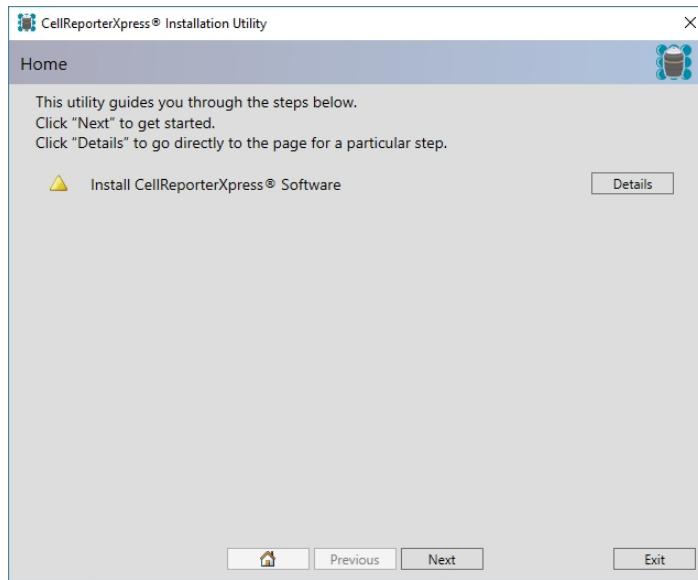 CellReporterXpress® Installation Utility
Home
This utility guides you through the steps below.
Click “Next” to get started.
Click “Details” to go directly to the page for a particular step.
Install CellReporterXpress® Software
Details
Previous
Next
Exit